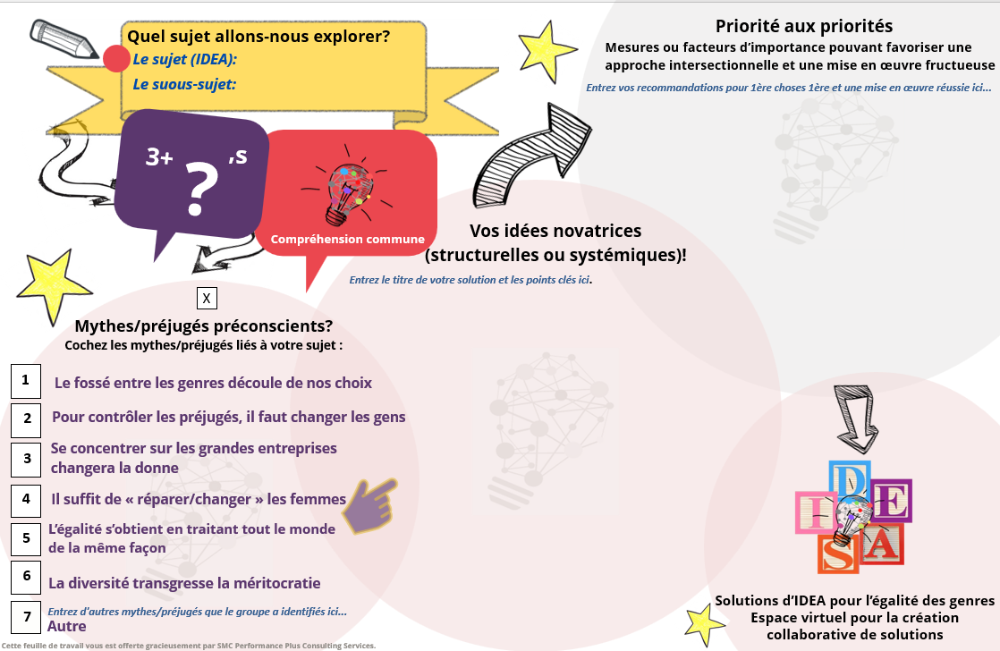 Quel sujet allons-nous explorer?
Le sujet (IDEA):
Le suous-sujet:
3+ ? ‚s
Compréhension commune
Priorité aux priorités
Mesures ou facteurs d’importance pouvant favoriser une
approche intersectionnelle et une mise en œuvre fructueuse
Entrez vos recommandations pour 1ère choses 1ère et une mise en œuvre réussie ici...
Vos idées novatrices
(structurelles ou systémiques)!
Entrez le titre de votre solution et les points clés ici.
X
Mythes/préjugés préconscients?
Cochez les mythes/préjugés liés à votre sujet :
1 Le fossé entre les genres découle de nos choix
2 Pour contrôler les préjugés, il faut changer les gens
3 Se concentrer sur les grandes entreprises
changera la donne
4 Il suffit de « réparer/changer » les femmes
5 L’égalité s’obtient en traitant tout le monde
de la même façon
6 La diversité transgresse la méritocratie
7 Entrez d'autres mythes/préjugés que le groupe a identifiés ici...
Autre
Cette feuille de travail vous est offerte gracieusement par SMC Performance Plus Consulting Services.
I D E A S
Solutions d’IDEA pour l’égalité des genres
Espace virtuel pour la création
collaborative de solutions